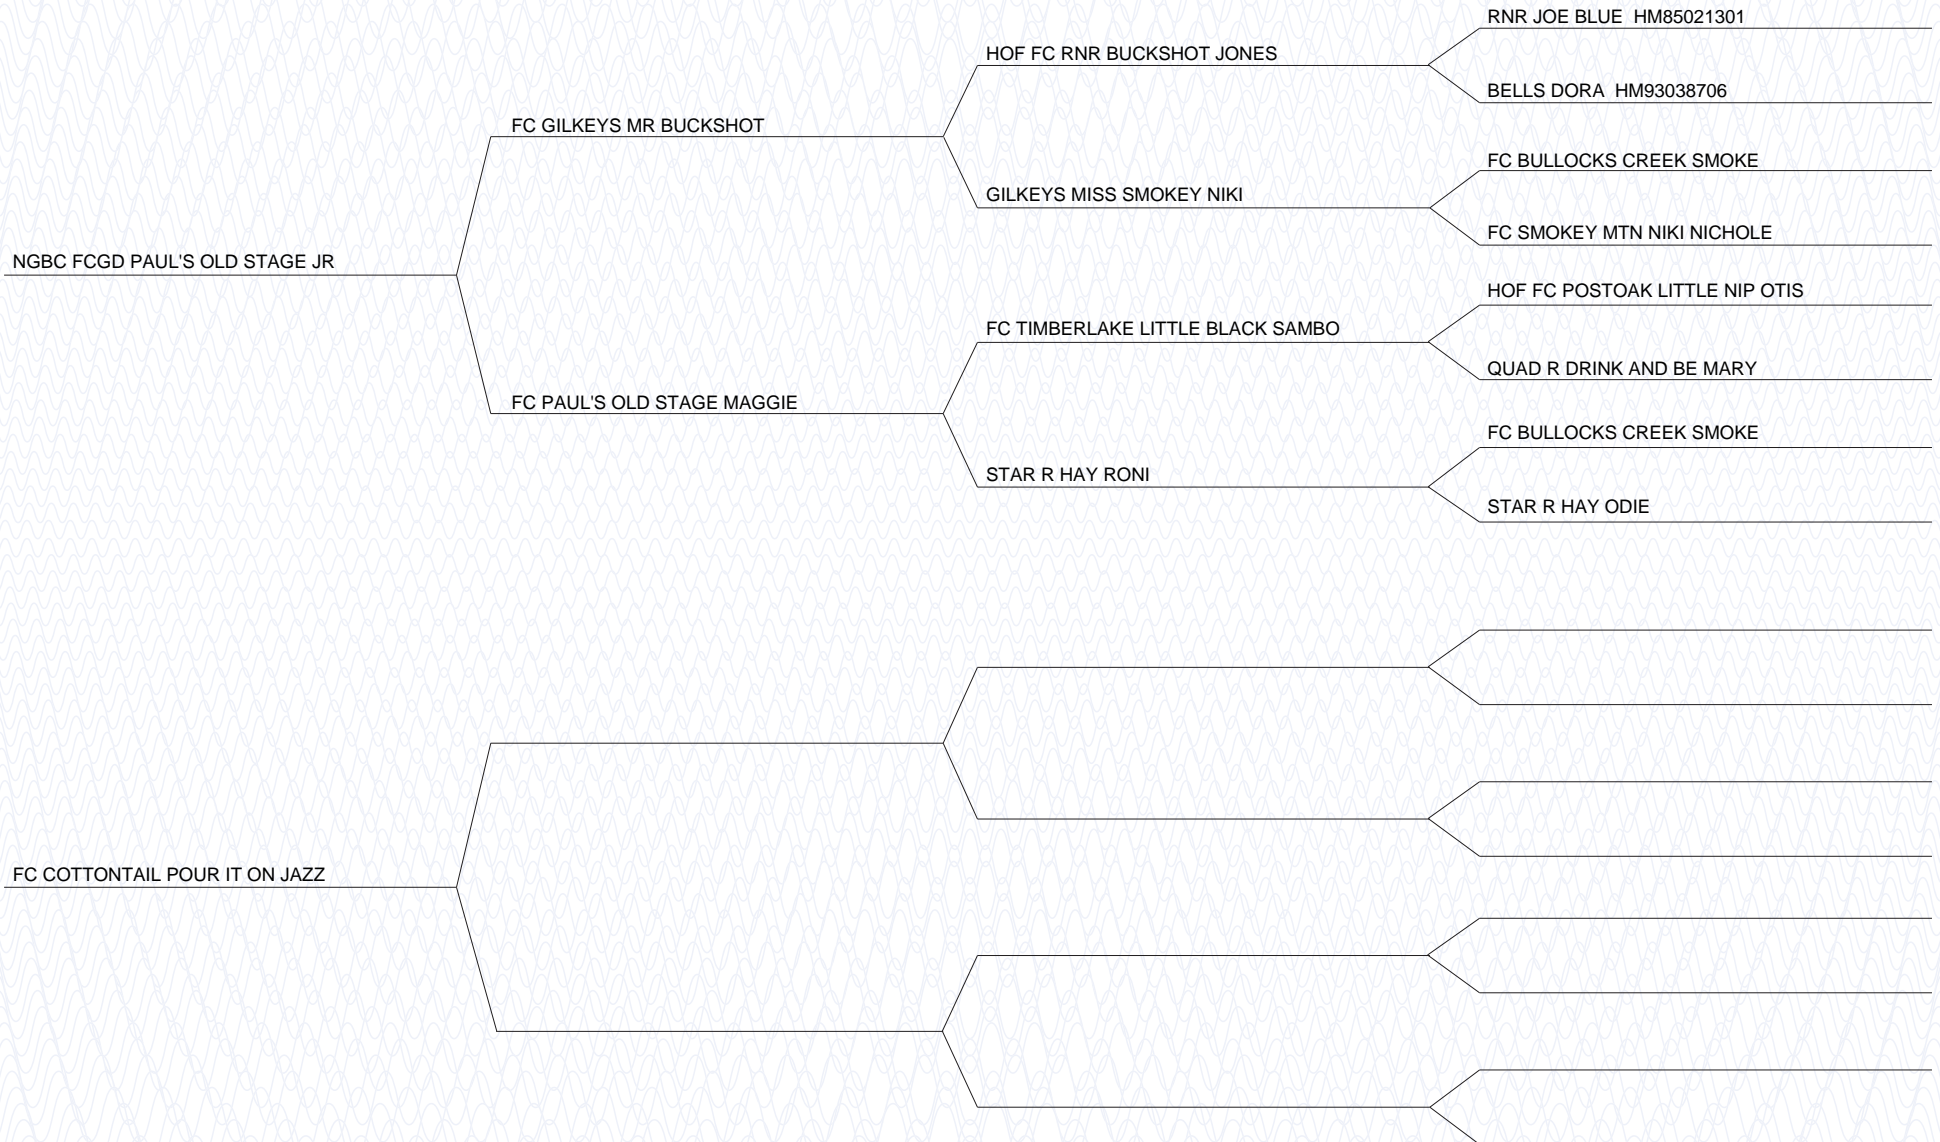 RNR JOE BLUE  HM85021301
HOF FC RNR BUCKSHOT JONES
BELLS DORA  HM93038706
FC GILKEYS MR BUCKSHOT
FC BULLOCKS CREEK SMOKE
GILKEYS MISS SMOKEY NIKI
FC SMOKEY MTN NIKI NICHOLE
NGBC FCGD PAUL'S OLD STAGE JR
HOF FC POSTOAK LITTLE NIP OTIS
FC TIMBERLAKE LITTLE BLACK SAMBO
QUAD R DRINK AND BE MARY
FC PAUL'S OLD STAGE MAGGIE
FC BULLOCKS CREEK SMOKE
STAR R HAY RONI
STAR R HAY ODIE
FC COTTONTAIL POUR IT ON JAZZ